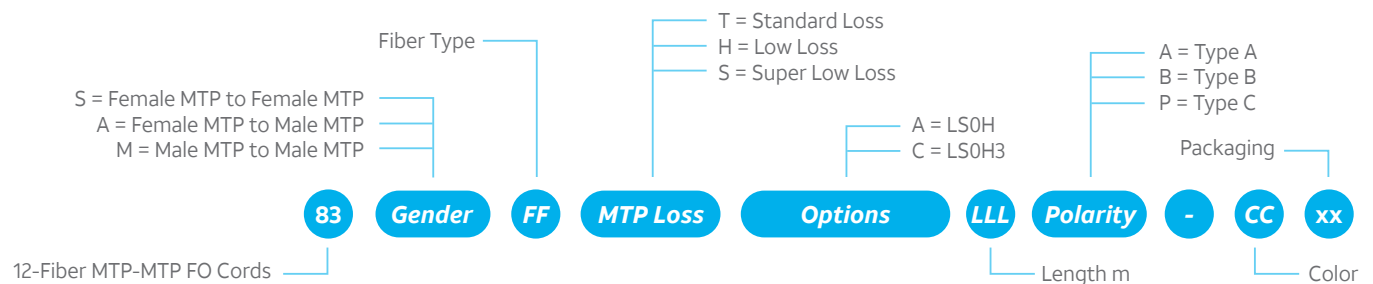 T = Standard Loss
H = Low Loss
S = Super Low Loss
Fiber Type
A = Type A
B = Type B
P = Type C
S = Female MTP to Female MTP
A = Female MTP to Male MTP
M = Male MTP to Male MTP
A = LS0H
C = LS0H3
Packaging
83 Gender FF MTP Loss Options LLL Polarity - CC xx
12-Fiber MTP-MTP FO Cords
Length m
Color